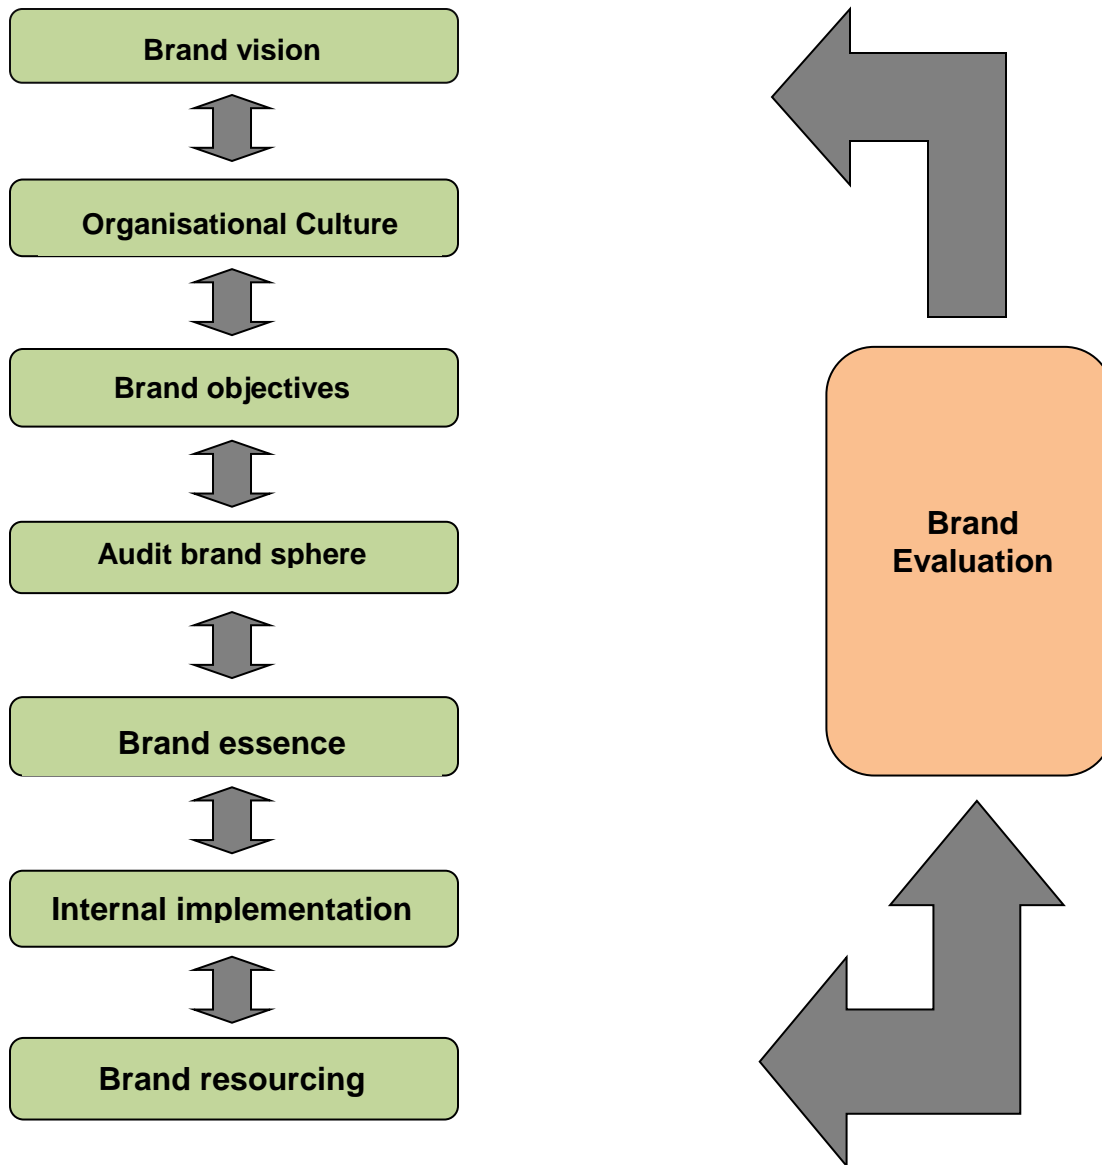 Brand vision
Organisational Culture
Brand objectives
Audit brand sphere
Brand essence
Internal implementation
Brand resourcing
Brand
Evaluation